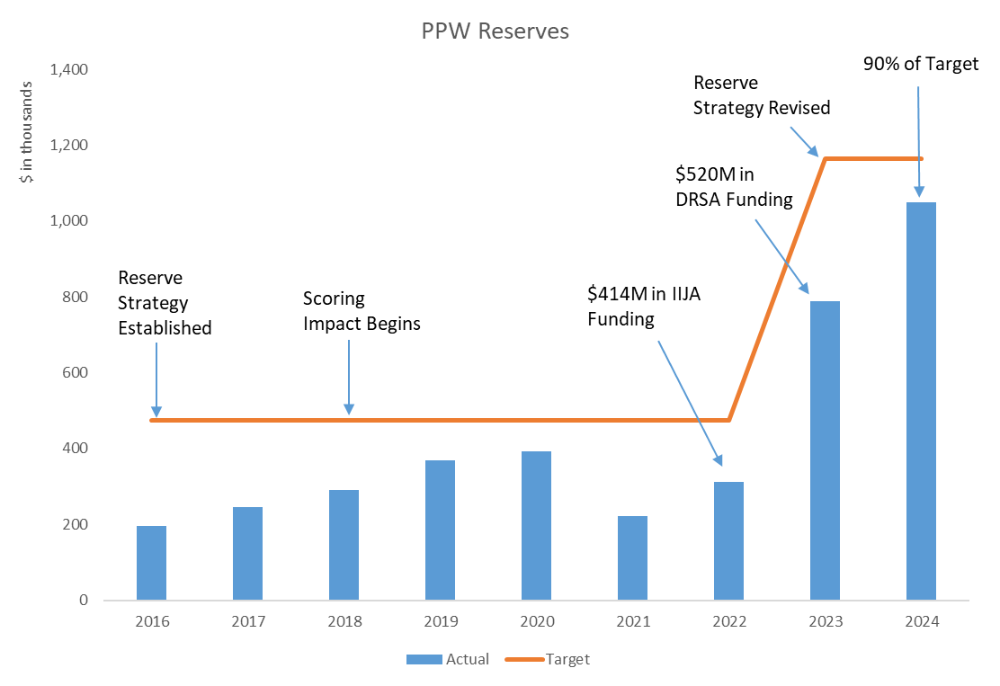 PPW Reserves
$ in thousands
1,400
1,200
1,000
800
600
400
200
0
Reserve
Strategy
Established
Scoring
Impact Begins
$414M in IIJA
Funding
$520M in
DRSA Funding
Reserve
Strategy Revised
90% of Target
2016 2017 2018 2019 2020 2021 2022 2023 2024
Actual Target